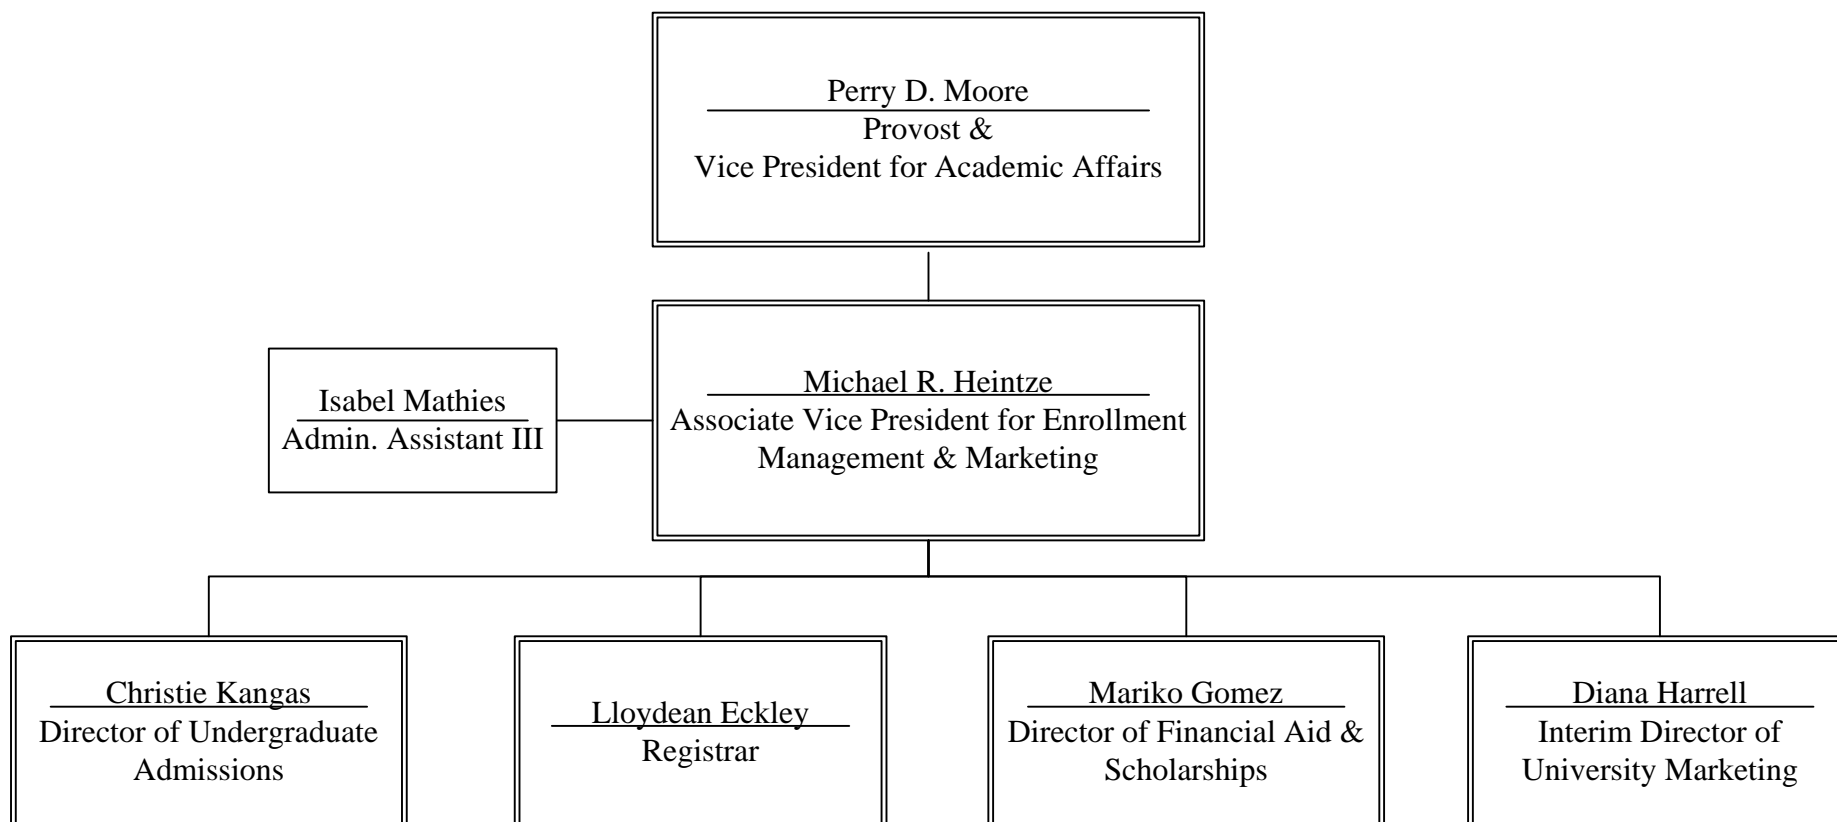 Perry D. Moore
Provost &
Vice President for Academic Affairs
Michael R. Heintze
Associate Vice President for Enrollment
Management & Marketing
Isabel Mathies
Admin. Assistant III
Christie Kangas
Director of Undergraduate
Admissions
Lloydean Eckley
Registrar
Mariko Gomez
Director of Financial Aid &
Scholarships
Diana Harrell
Interim Director of
University Marketing